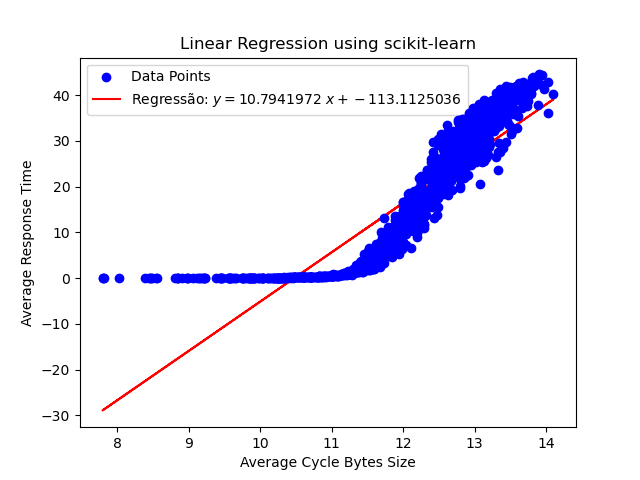 Linear Regression using scikit-learn
Data Points
Regressão: y = 10.7941972 x + −113.1125036
40
30
20
10
0
−10
−20
−30
Average Response Time
8 9 10 11 12 13 14
Average Cycle Bytes Size